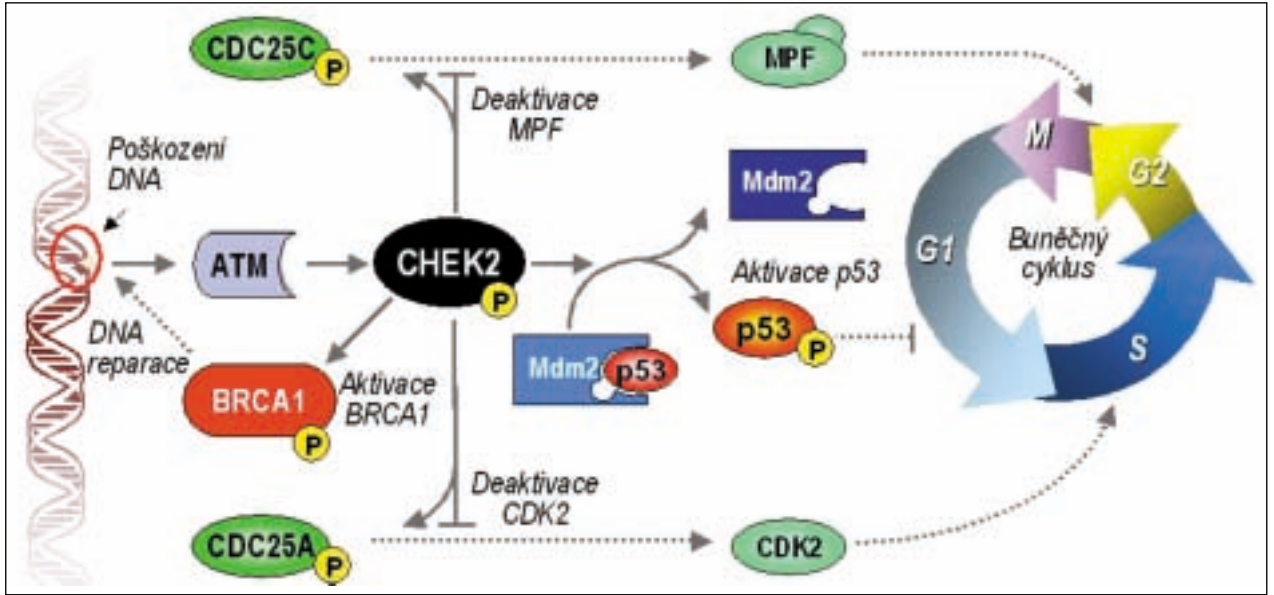 CDC25C
P
MPF
Deaktivace
MPF
Poškození
DNA
M
G2
Mdm2
ATM
CHEK2
P
G1
Buněčný
cyklus
Aktivace p53
p53
P
S
DNA
reparace
Mdm2
p53
BRCA1
P
Aktivace
BRCA1
Deaktivace
CDK2
CDC25A
P
CDK2